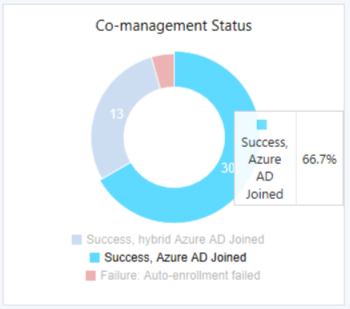 Co-management Status
13
30
Success,
Azure
AD
Joined
66.7%
Success, hybrid Azure AD Joined
Success, Azure AD Joined
Failure: Auto-enrollment failed